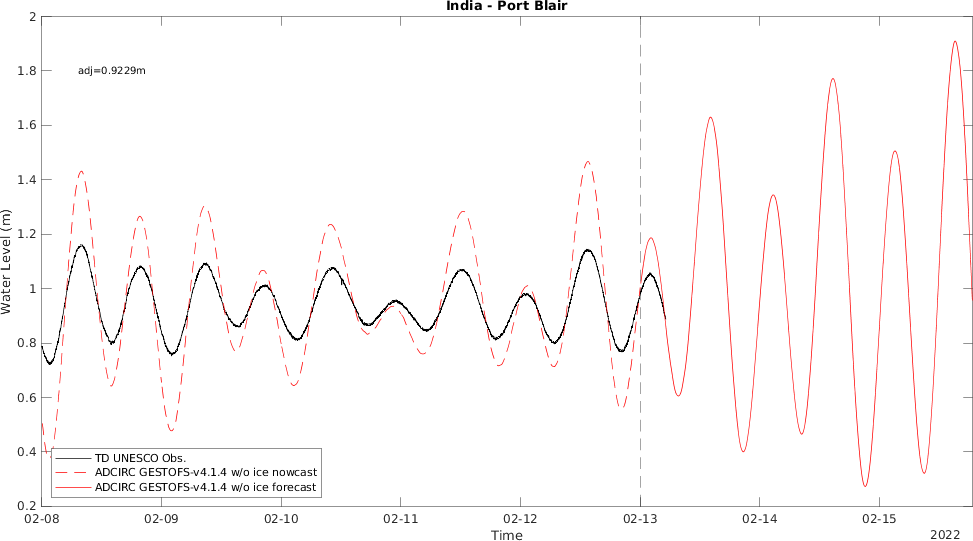 India - Port Blair
adj=0.9229m
Water Level (m)
2
1.8
1.6
1.4
1.2
1
0.8
0.6
0.4
0.2
TD UNESCO Obs.
ADCIRC GESTOFS-v4.1.4 w/o ice nowcast
ADCIRC GESTOFS-v4.1.4 w/o ice forecast
02-08 02-09 02-10 02-11 02-12 02-13 02-14 02-15
Time
2022